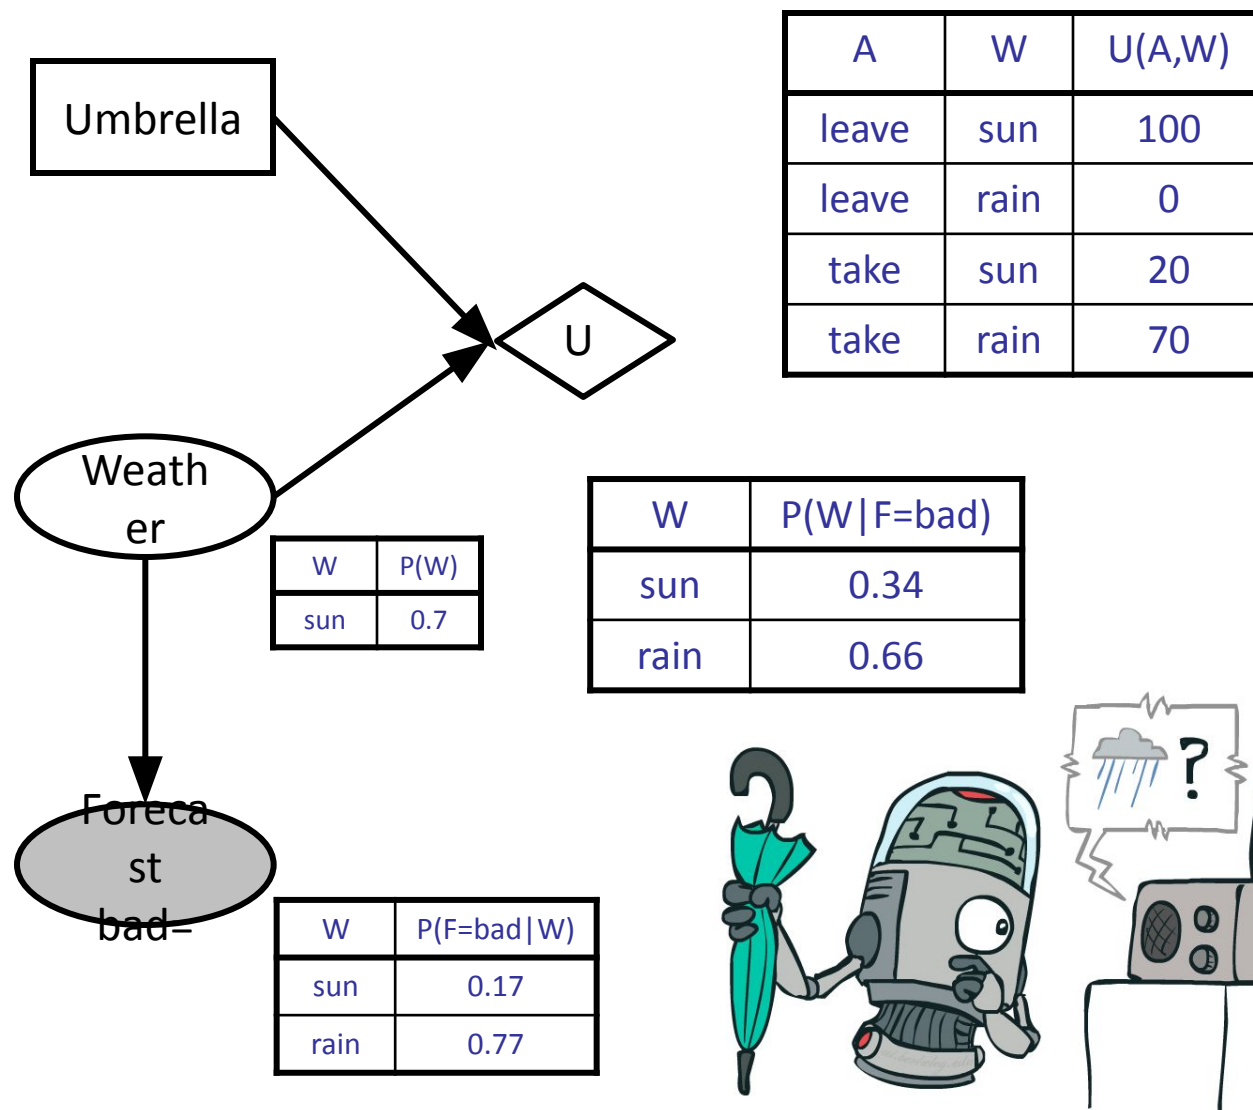 Umbrella
A W U(A,W)
leave sun 100
leave rain 0
take sun 20
take rain 70
U
Weath
er
W P(W)
sun 0.7
W P(W|F=bad)
sun 0.34
rain 0.66
?
Foreca
st
bad=
W P(F=bad|W)
sun 0.17
rain 0.77